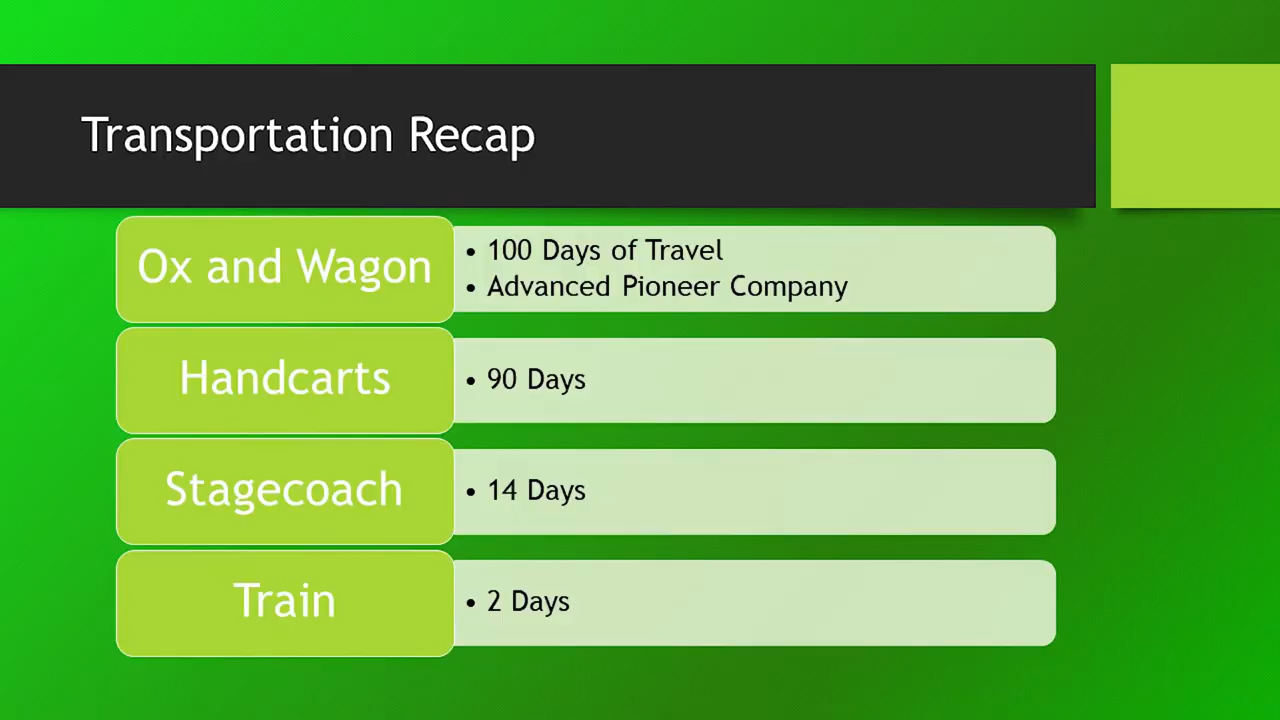 Transportation Recap
Ox and Wagon
• 100 Days of Travel
• Advanced Pioneer Company
Handcarts
• 90 Days
Stagecoach
• 14 Days
Train
• 2 Days